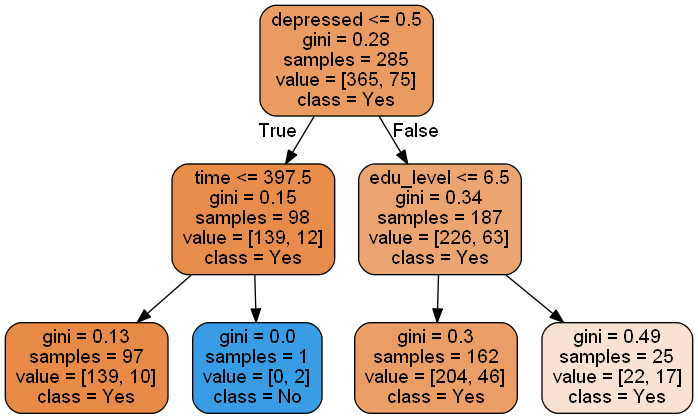 depressed <= 0.5
gini = 0.28
samples = 285
value = [365, 75]
class = Yes
True
False
time <= 397.5
gini = 0.15
samples = 98
value = [139, 12]
class = Yes
edu_level <= 6.5
gini = 0.34
samples = 187
value = [226, 63]
class = Yes
gini = 0.13
samples = 97
value = [139, 10]
class = Yes
gini = 0.0
samples = 1
value = [0, 2]
class = No
gini = 0.3
samples = 162
value = [204, 46]
class = Yes
gini = 0.49
samples = 25
value = [22, 17]
class = Yes